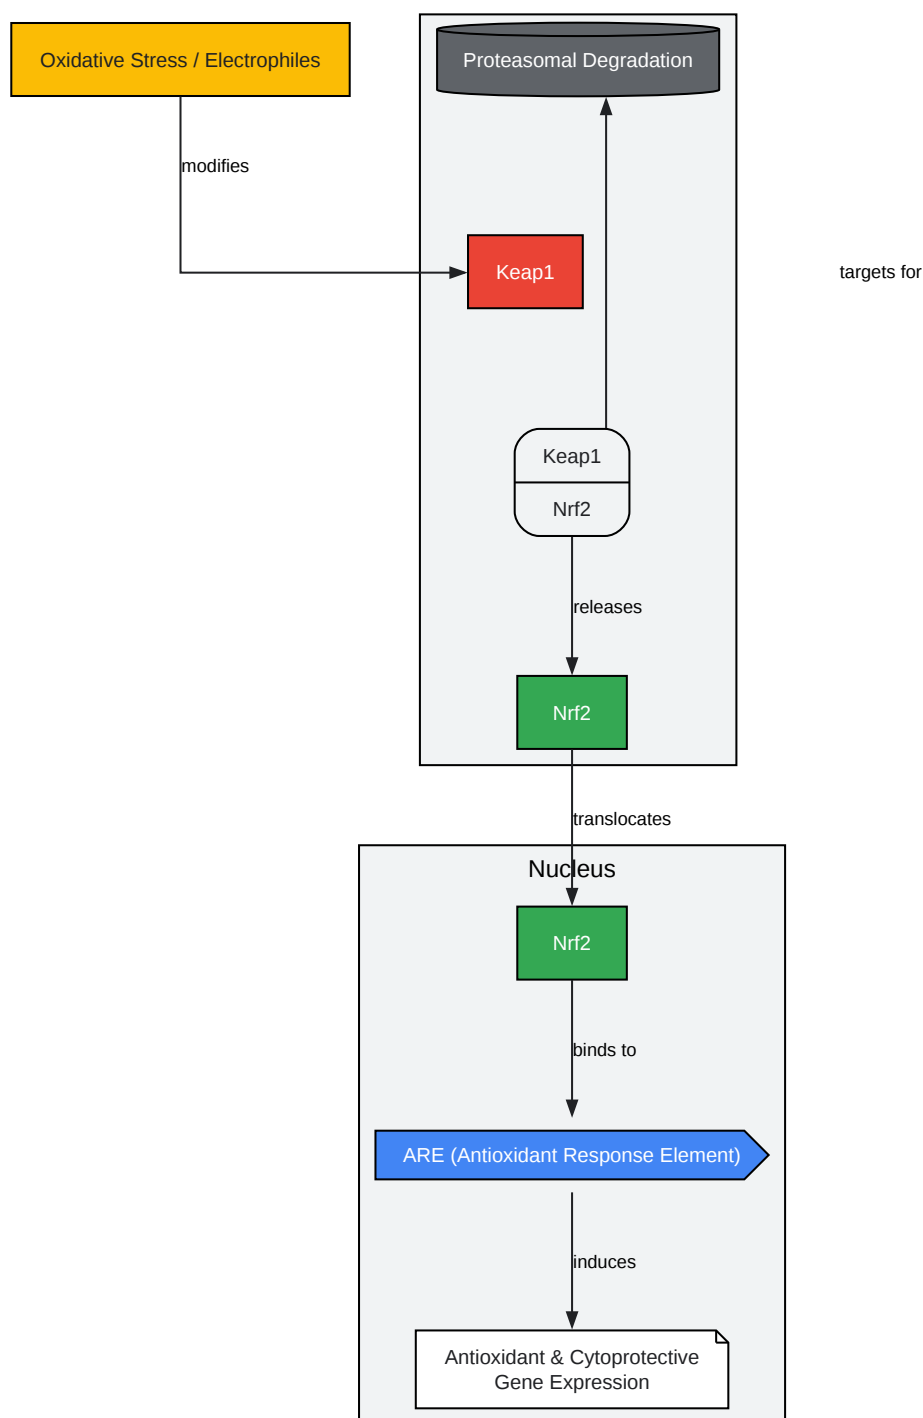 Oxidative Stress / Electrophiles
Proteasomal Degradation
modifies
Keap1
targets for
Keap1
Nrf2
releases
Nrf2
translocates
Nucleus
Nrf2
binds to
ARE (Antioxidant Response Element)
induces
Antioxidant & Cytoprotective
Gene Expression